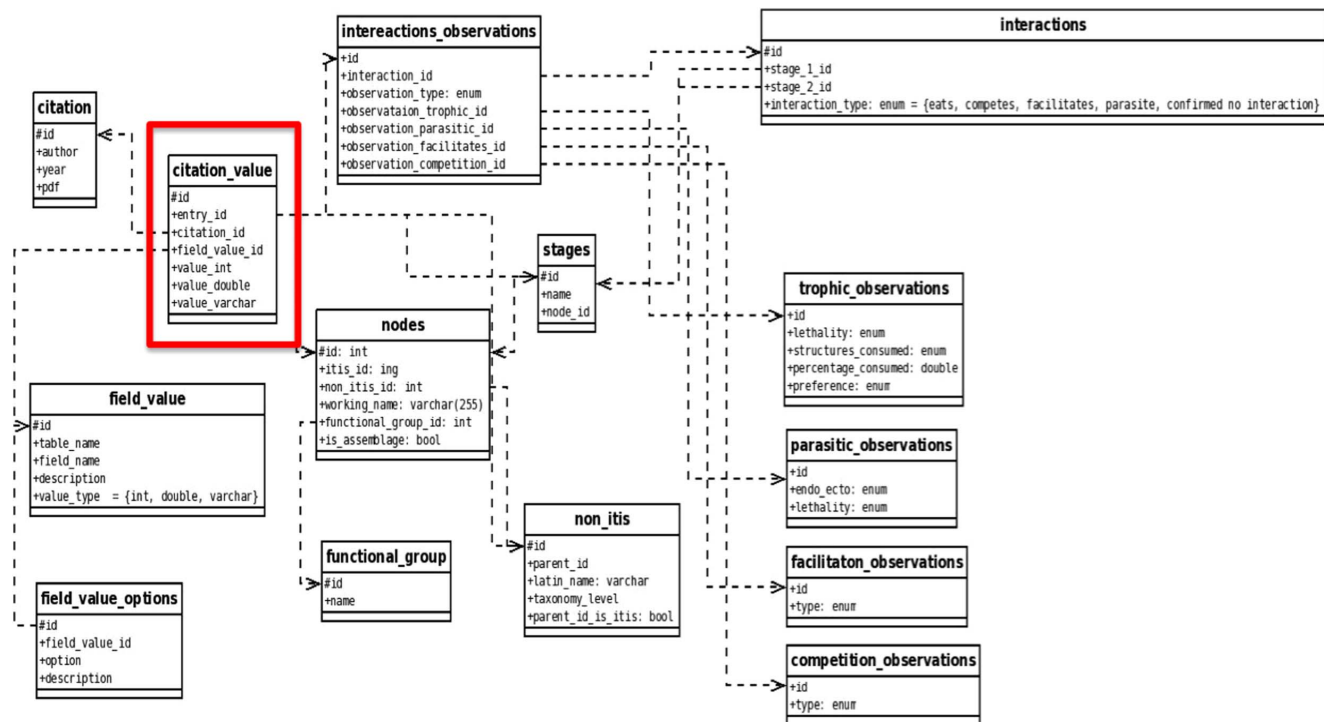 intereactions_observations
+id
+interaction_id
+observation_type: enum
+observataion_trophic_id
+observation_parasitic_id
+observation_facilitates_id
+observation_competition_id
interactions
#id
+stage_1_id
+stage_2_id
+interaction_type: enum = {eats, competes, facilitates, parasite, confirmed no interaction}
citation
#id
+author
+year
+pdf
citation_value
#id
+entry_id
+citation_id
+field_value_id
+value_int
+value_double
+value_varchar
stages
#id
+name
+node_id
nodes
#id: int
+itis_id: ing
+non_itis_id: int
+working_name: varchar(255)
+functional_group_id: int
+is_assemblage: bool
trophic_observations
+id
+lethality: enum
+structures_consumed: enum
+percentage_consumed: double
+preference: enum
field_value
#id
+table_name
+field_name
+description
+value_type = {int, double, varchar}
parasitic_observations
+id
+endo_ecto: enum
+lethality: enum
non_itis
#id
+parent_id
+latin_name: varchar
+taxonomy_level
+parent_id_is_itis: bool
functional_group
#id
+name
facilitaton_observations
+id
+type: enum
field_value_options
#id
+field_value_id
+option
+description
competition_observations
+id
+type: enum